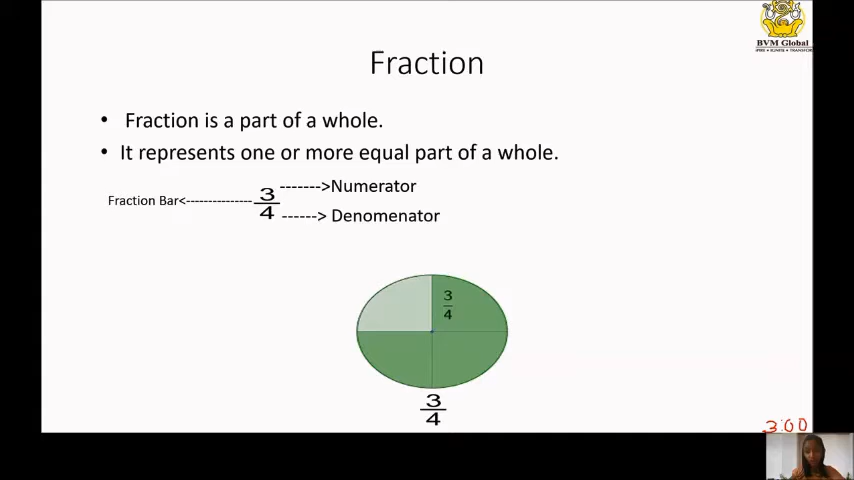 BVM Global
Fraction
• Fraction is a part of a whole.
• It represents one or more equal part of a whole.
Fraction Bar<--------------- 3/4 ------->Numerator
------> Denomenator
3/4
3/4
3:00